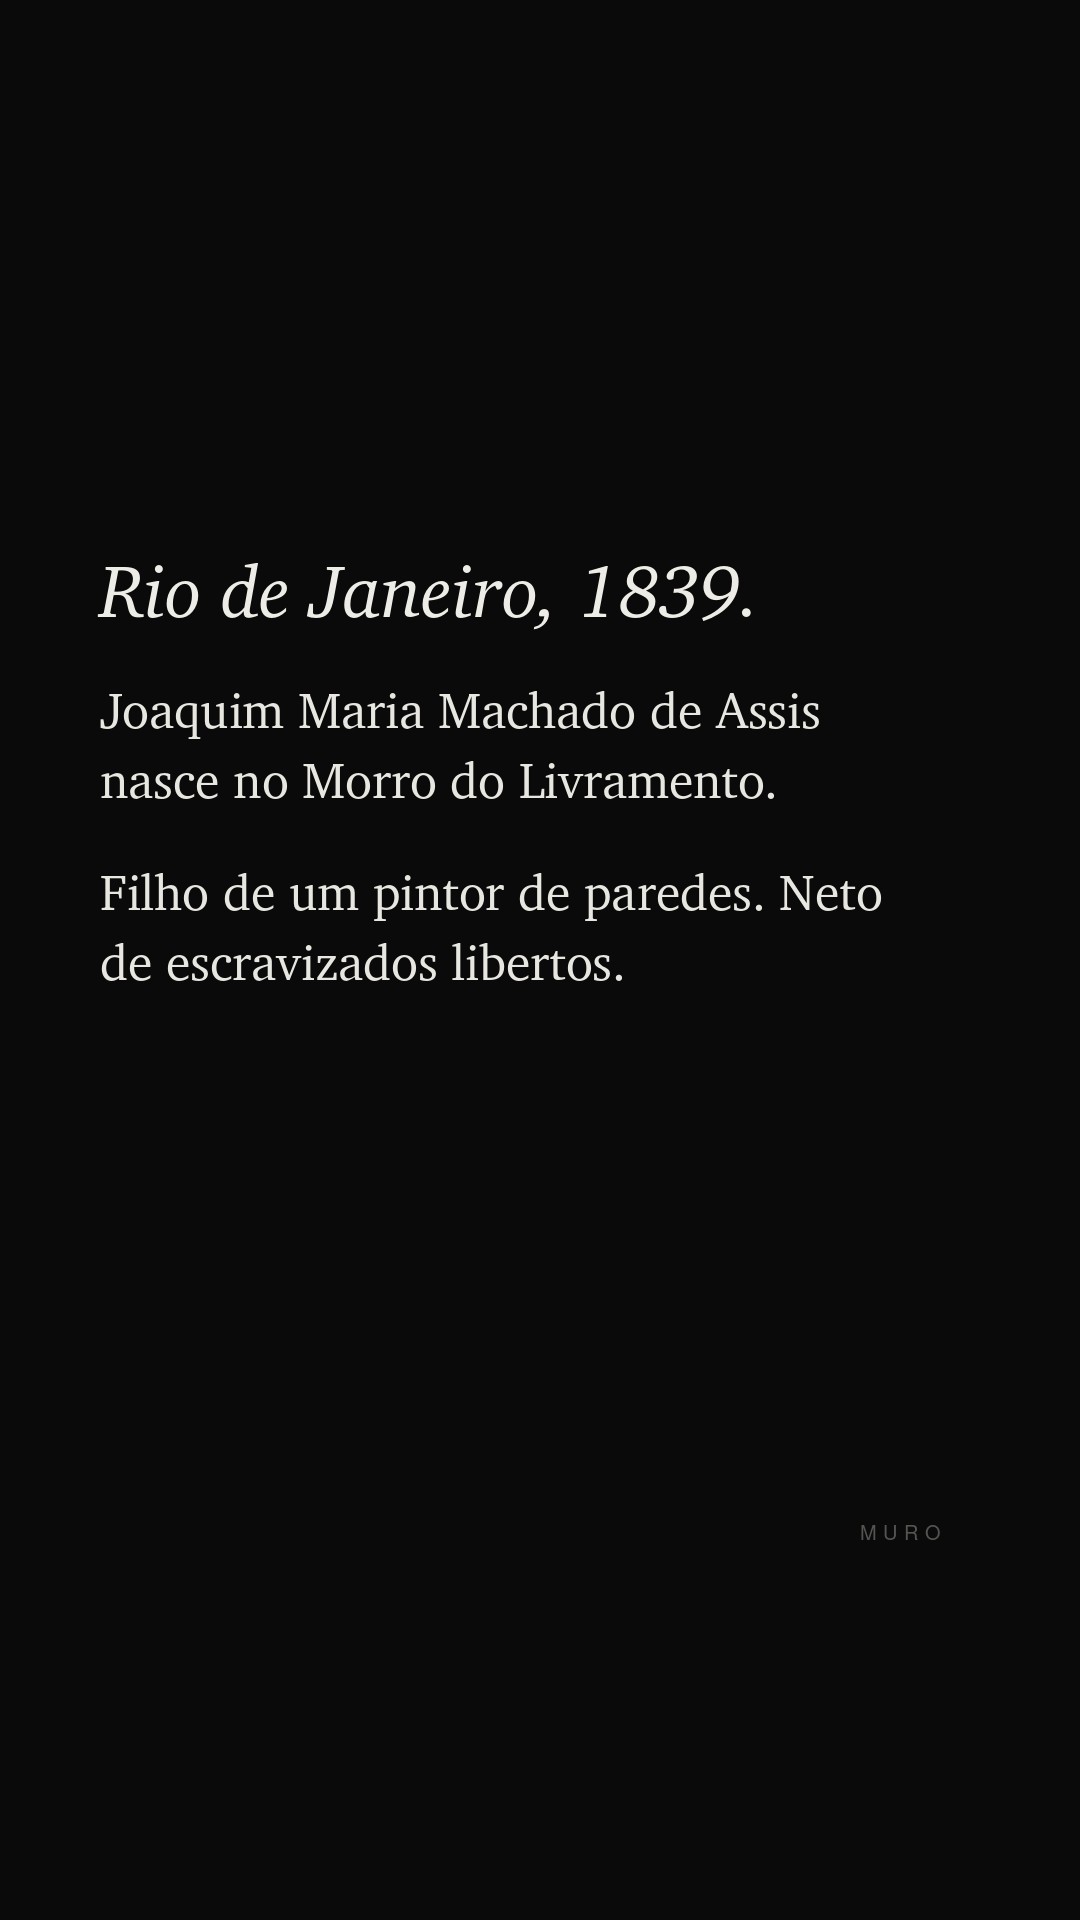 Rio de Janeiro, 1839.
Joaquim Maria Machado de Assis
nasce no Morro do Livramento.
Filho de um pintor de paredes. Neto
de escravizados libertos.
MURO